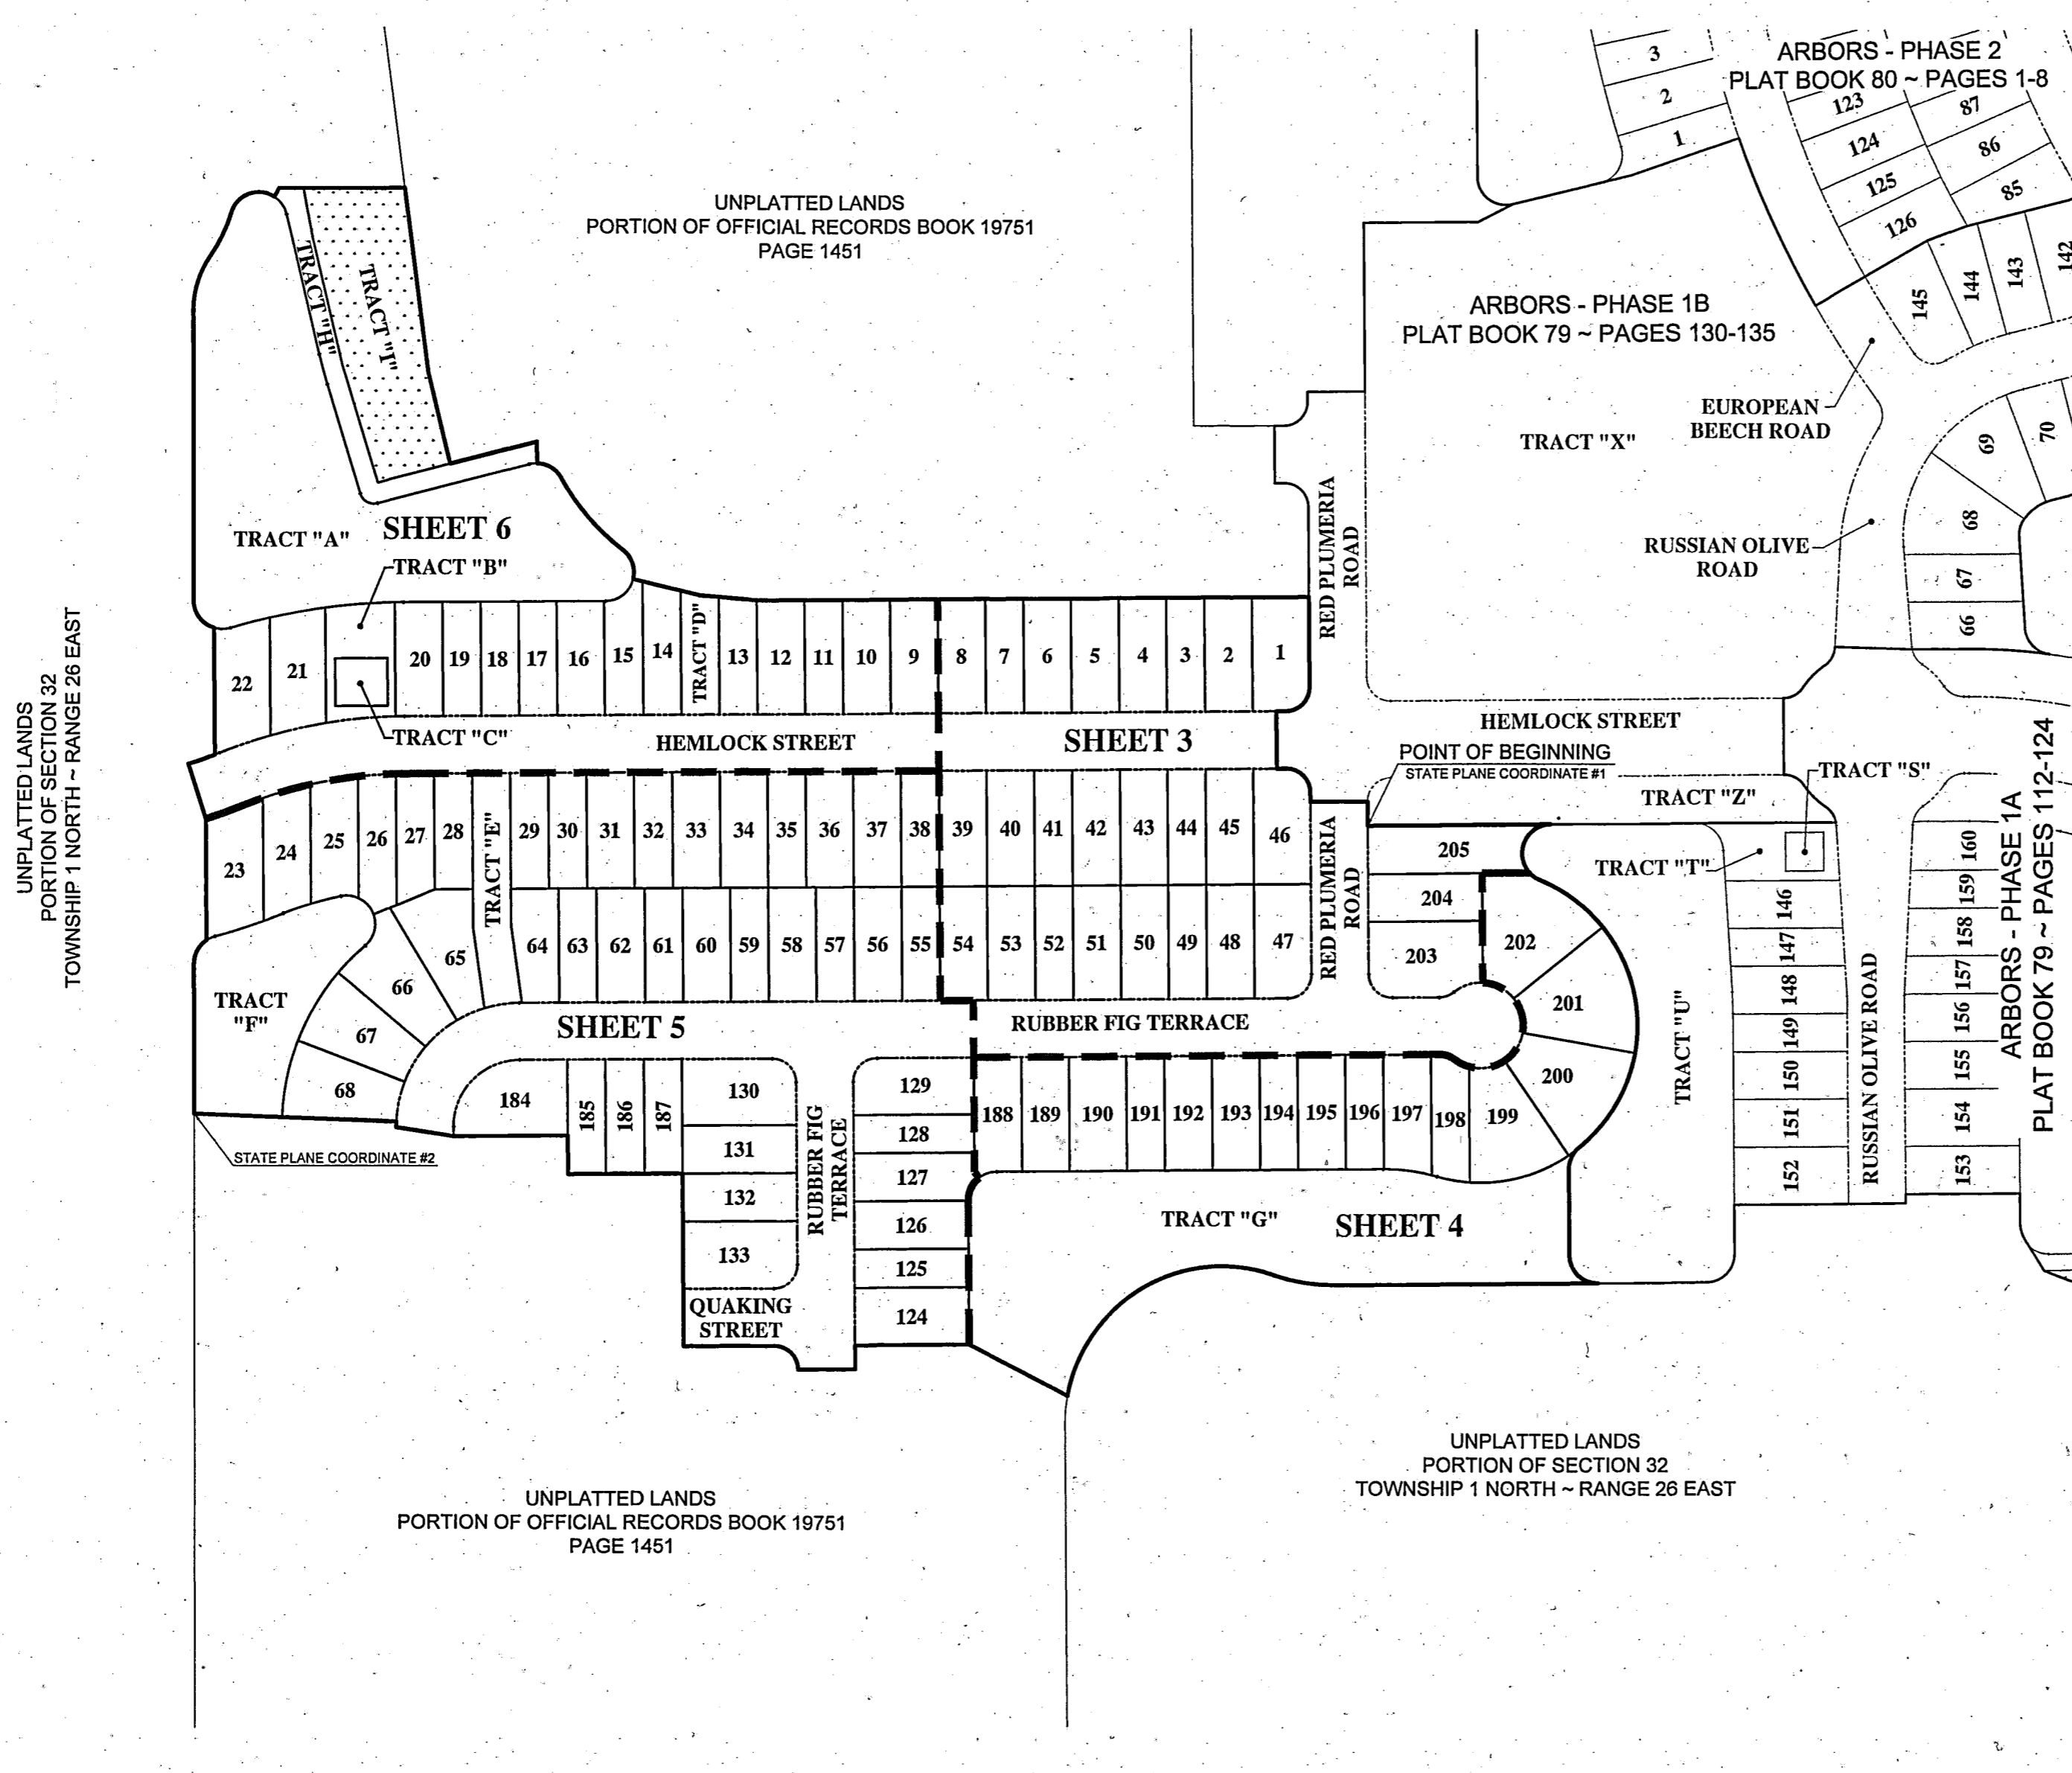 ARBORS - PHASE 2
PLAT BOOK 80 ~ PAGES 1-8
3
2
1
123
124
125
126
87
86
85
145
144
143
142
UNPLATTED LANDS
PORTION OF OFFICIAL RECORDS BOOK 19751
PAGE 1451
ARBORS - PHASE 1B
PLAT BOOK 79 ~ PAGES 130-135
TRACT "H"
TRACT "I"
EUROPEAN
BEECH ROAD
TRACT "X"
69
70
68
67
66
RUSSIAN OLIVE
ROAD
RED PLUMERIA
ROAD
TRACT "A"
SHEET 6
TRACT "B"
UNPLATTED LANDS
PORTION OF SECTION 32
TOWNSHIP 1 NORTH ~ RANGE 26 EAST
22
21
20
19
18
17
16
15
14
TRACT "D"
13
12
11
10
9
8
7
6
5
4
3
2
1
TRACT "C"
HEMLOCK STREET
SHEET 3
HEMLOCK STREET
POINT OF BEGINNING
STATE PLANE COORDINATE #1
TRACT "S"
TRACT "Z"
23
24
25
26
27
28
TRACT "E"
29
30
31
32
33
34
35
36
37
38
39
40
41
42
43
44
45
46
RED PLUMERIA
ROAD
205
204
203
202
201
200
TRACT "T"
TRACT "U"
146
147
148
149
150
151
152
RUSSIAN OLIVE ROAD
160
159
158
157
156
155
154
153
ARBORS - PHASE 1A
PLAT BOOK 79 ~ PAGES 112-124
TRACT
"F"
68
67
66
65
64
63
62
61
60
59
58
57
56
55
54
53
52
51
50
49
48
47
SHEET 5
RUBBER FIG TERRACE
184
185
186
187
130
131
132
133
RUBBER FIG
TERRACE
129
128
127
126
125
124
188
189
190
191
192
193
194
195
196
197
198
199
STATE PLANE COORDINATE #2
TRACT "G"
SHEET 4
QUAKING
STREET
UNPLATTED LANDS
PORTION OF SECTION 32
TOWNSHIP 1 NORTH ~ RANGE 26 EAST
UNPLATTED LANDS
PORTION OF OFFICIAL RECORDS BOOK 19751
PAGE 1451